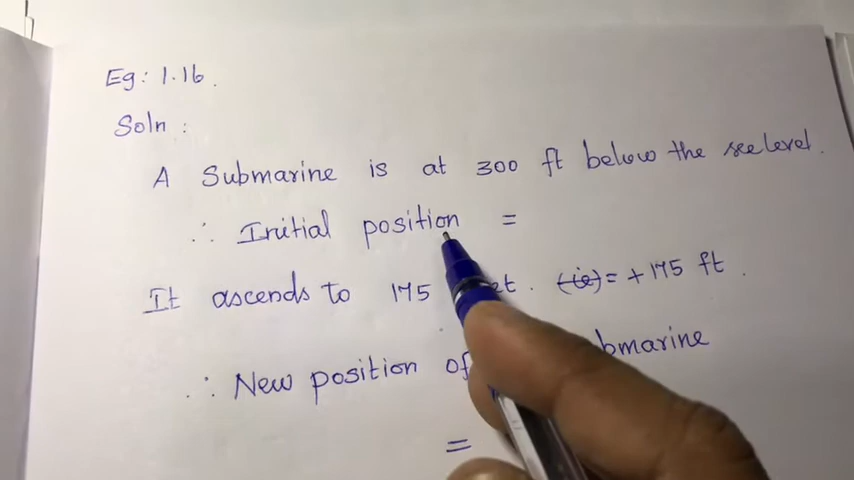 Eg: 1.16.
Soln :
A Submarine is at 300 ft below the sea level.
∴ Initial position =
It ascends to 175 et. (ie) = + 175 ft.
∴ New position of bmarine
=